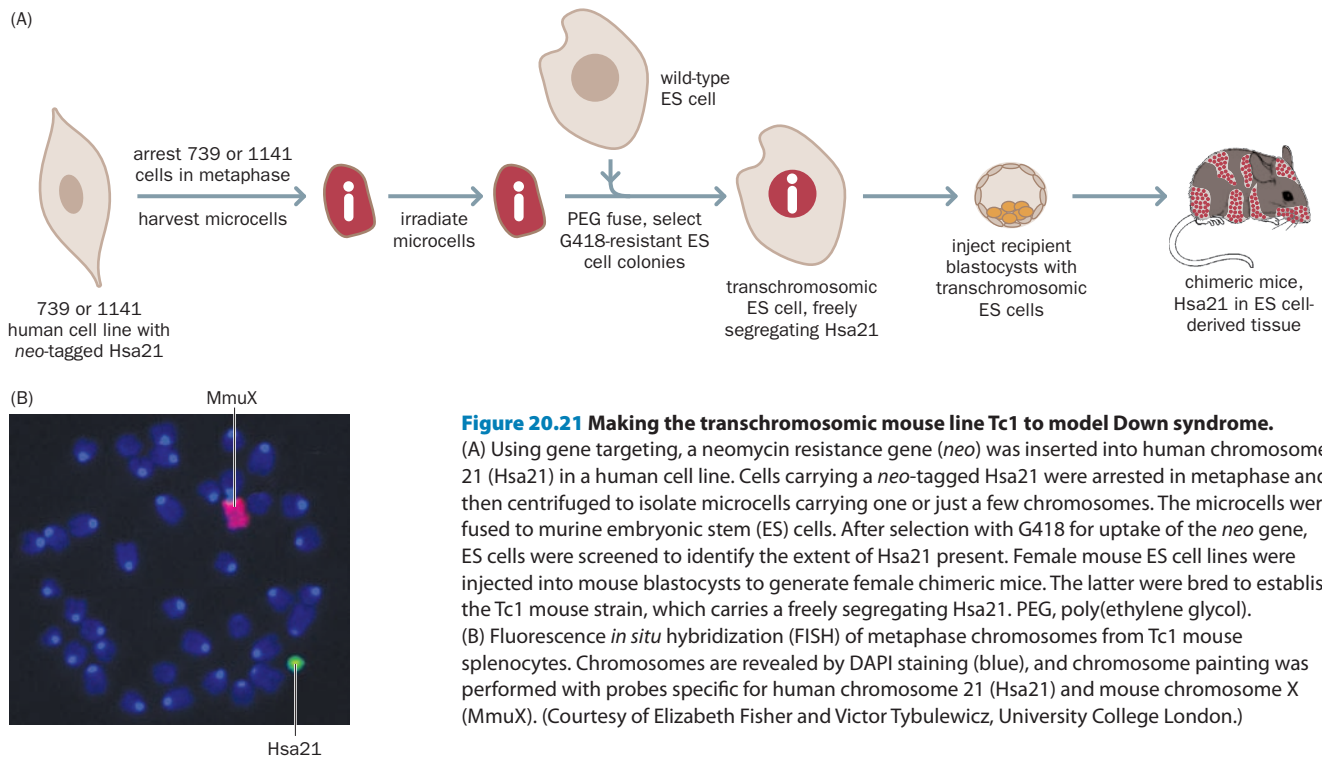 (A)
wild-type
ES cell
arrest 739 or 1141
cells in metaphase
harvest microcells
irradiate
microcells
PEG fuse, select
G418-resistant ES
cell colonies
739 or 1141
human cell line with
neo-tagged Hsa21
transchromosomic
ES cell, freely
segregating Hsa21
inject recipient
blastocysts with
transchromosomic
ES cells
chimeric mice,
Hsa21 in ES cell-
derived tissue
(B)
MmuX
Hsa21
Figure 20.21 Making the transchromosomic mouse line Tc1 to model Down syndrome.
(A) Using gene targeting, a neomycin resistance gene (neo) was inserted into human chromosome
21 (Hsa21) in a human cell line. Cells carrying a neo-tagged Hsa21 were arrested in metaphase and
then centrifuged to isolate microcells carrying one or just a few chromosomes. The microcells wer
fused to murine embryonic stem (ES) cells. After selection with G418 for uptake of the neo gene,
ES cells were screened to identify the extent of Hsa21 present. Female mouse ES cell lines were
injected into mouse blastocysts to generate female chimeric mice. The latter were bred to establis
the Tc1 mouse strain, which carries a freely segregating Hsa21. PEG, poly(ethylene glycol).
(B) Fluorescence in situ hybridization (FISH) of metaphase chromosomes from Tc1 mouse
splenocytes. Chromosomes are revealed by DAPI staining (blue), and chromosome painting was
performed with probes specific for human chromosome 21 (Hsa21) and mouse chromosome X
(MmuX). (Courtesy of Elizabeth Fisher and Victor Tybulewicz, University College London.)